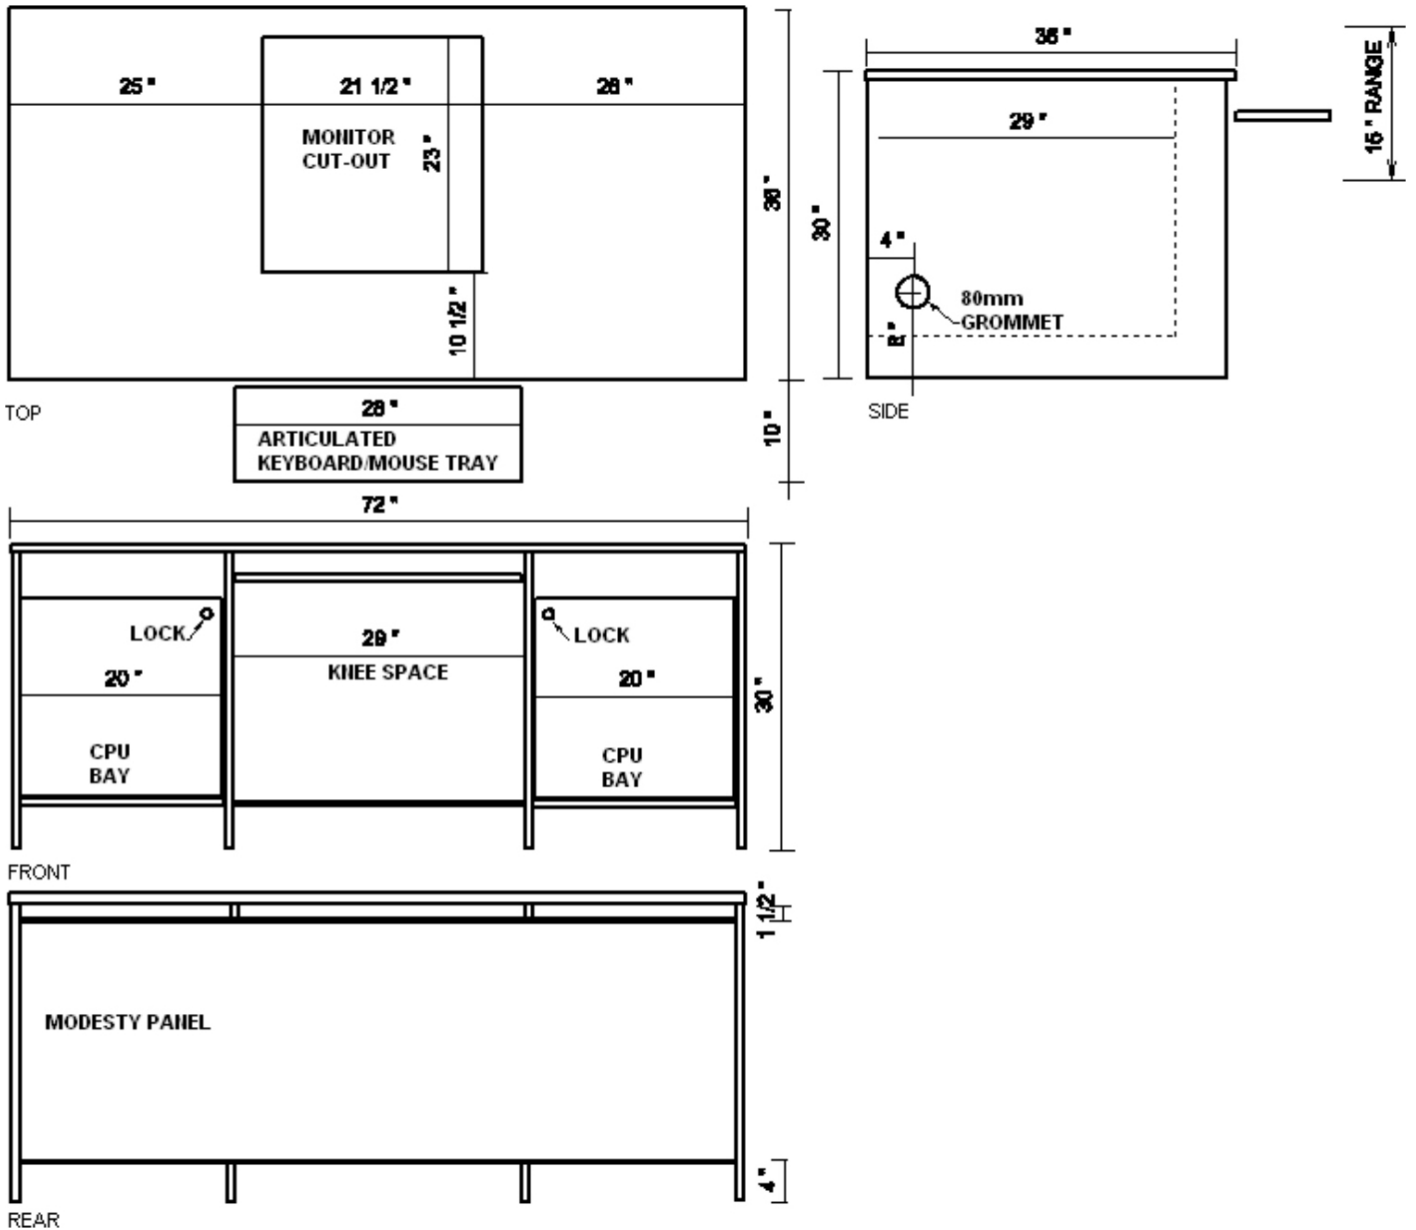 25 "
21 1/2 "
26 "
MONITOR
CUT-OUT
23 "
10 1/2 "
36 "
TOP
28 "
ARTICULATED
KEYBOARD/MOUSE TRAY
10 "
36 "
15 " RANGE
29 "
30 "
4 "
80mm
GROMMET
8 "
SIDE
72 "
LOCK
LOCK
29 "
KNEE SPACE
20 "
20 "
30 "
CPU
BAY
CPU
BAY
FRONT
1 1/2 "
MODESTY PANEL
4 "
REAR